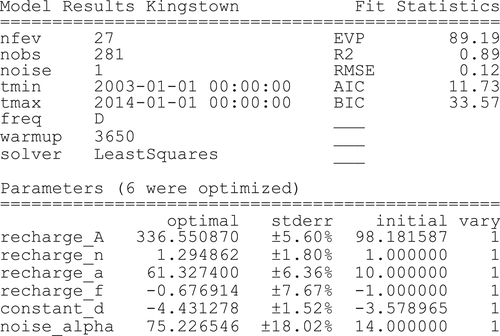 Model Results Kingstown                Fit Statistics
==================================================
nfev     27                     EVP             89.19
nobs     281                    R2               0.89
noise    1                      RMSE             0.12
tmin     2003-01-01 00:00:00    AIC             11.73
tmax     2014-01-01 00:00:00    BIC             33.57
freq     D                      ___
warmup   3650                   ___
solver   LeastSquares           ___

Parameters (6 were optimized)
==================================================
                optimal   stderr    initial vary
recharge_A   336.550870   ±5.60%  98.181587    1
recharge_n     1.294862   ±1.80%   1.000000    1
recharge_a    61.327400   ±6.36%  10.000000    1
recharge_f    -0.676914   ±7.67%  -1.000000    1
constant_d    -4.431278   ±1.52%  -3.578965    1
noise_alpha   75.226546  ±18.02%  14.000000    1